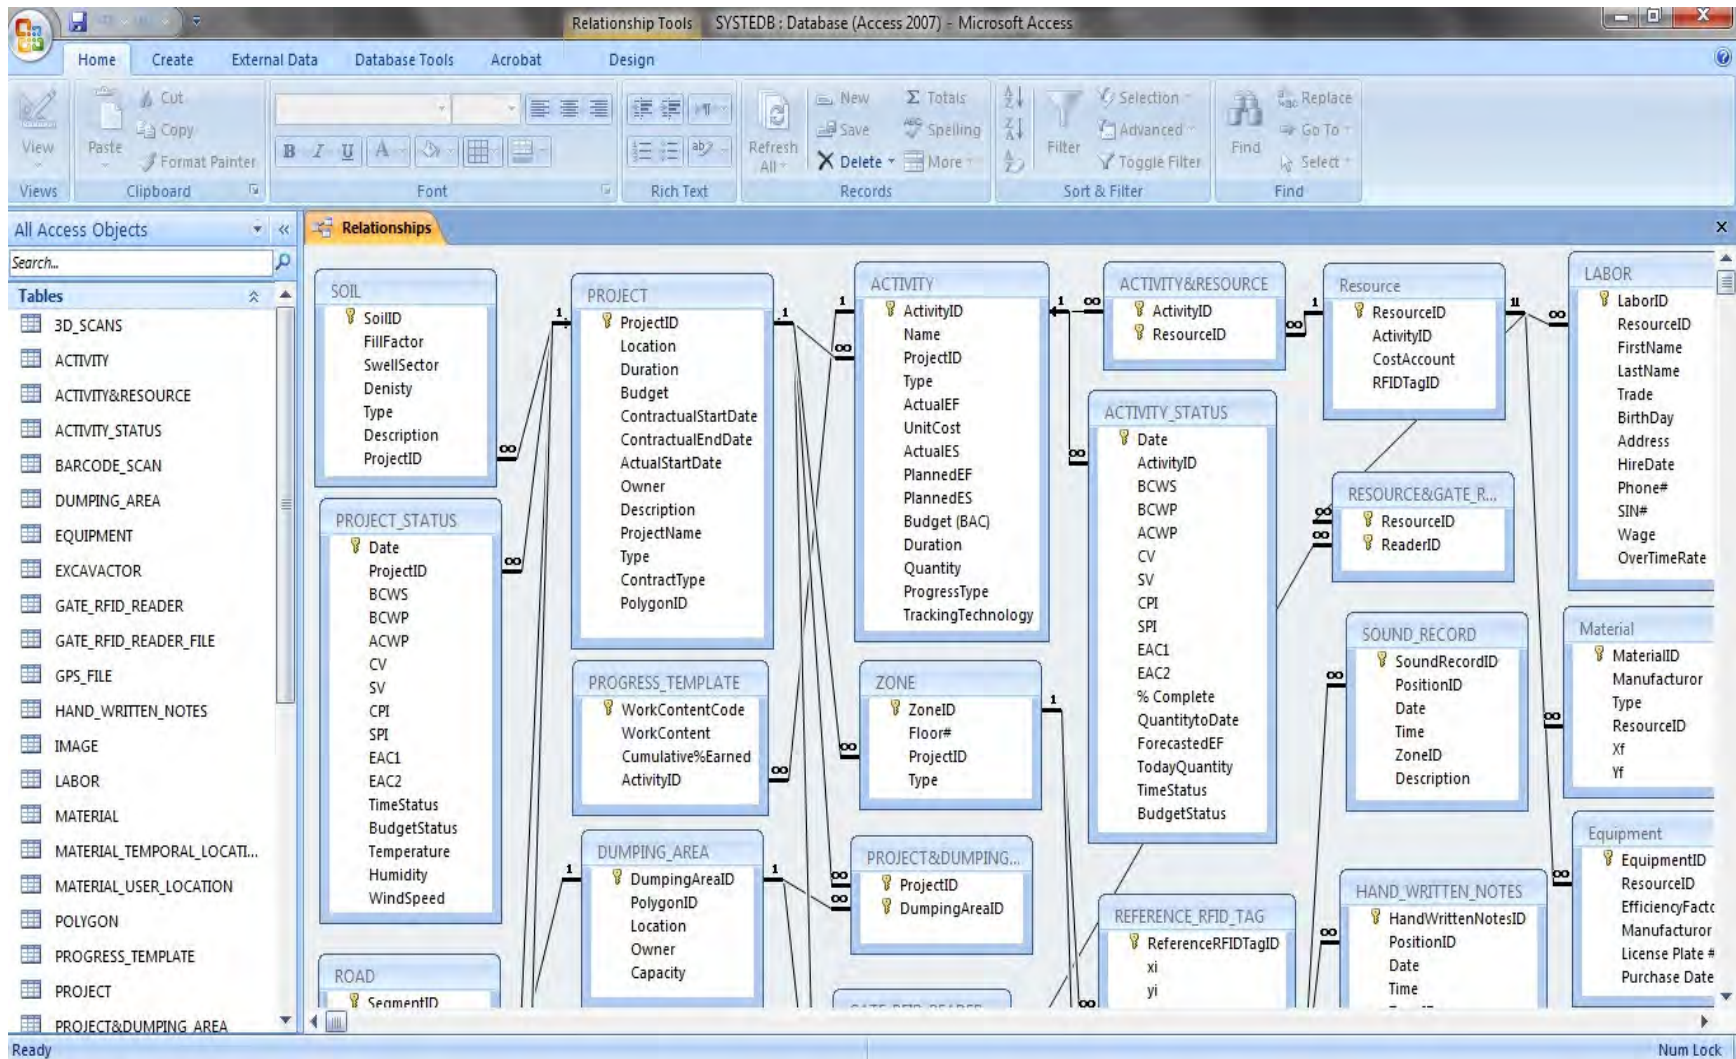 Relationship Tools SYSTEDB : Database (Access 2007) - Microsoft Access
Home Create External Data Database Tools Acrobat Design
View
Views
Paste
Cut
Copy
Format Painter
Clipboard
B I U A
Font
Rich Text
Refresh
All
New
Save
Delete
Σ Totals
Spelling
More
Records
Filter
Selection
Advanced
Toggle Filter
Sort & Filter
Find
Replace
Go To
Select
Find
All Access Objects
Search...
Tables
3D_SCANS
ACTIVITY
ACTIVITY&RESOURCE
ACTIVITY_STATUS
BARCODE_SCAN
DUMPING_AREA
EQUIPMENT
EXCAVACTOR
GATE_RFID_READER
GATE_RFID_READER_FILE
GPS_FILE
HAND_WRITTEN_NOTES
IMAGE
LABOR
MATERIAL
MATERIAL_TEMPORAL_LOCATI...
MATERIAL_USER_LOCATION
POLYGON
PROGRESS_TEMPLATE
PROJECT
PROJECT&DUMPING_AREA
Relationships
SOIL
SoilID
FillFactor
SwellSector
Denisty
Type
Description
ProjectID
PROJECT_STATUS
Date
ProjectID
BCWS
BCWP
ACWP
CV
SV
CPI
SPI
EAC1
EAC2
TimeStatus
BudgetStatus
Temperature
Humidity
WindSpeed
ROAD
SegmentID
PROJECT
ProjectID
Location
Duration
Budget
ContractualStartDate
ContractualEndDate
ActualStartDate
Owner
Description
ProjectName
Type
ContractType
PolygonID
PROGRESS_TEMPLATE
WorkContentCode
WorkContent
Cumulative%Earned
ActivityID
DUMPING_AREA
DumpingAreaID
PolygonID
Location
Owner
Capacity
ACTIVITY
ActivityID
Name
ProjectID
Type
ActualEF
UnitCost
ActualES
PlannedEF
PlannedES
Budget (BAC)
Duration
Quantity
ProgressType
TrackingTechnology
ZONE
ZoneID
Floor#
ProjectID
Type
PROJECT&DUMPING...
ProjectID
DumpingAreaID
GATE_RFID_READER
ACTIVITY&RESOURCE
ActivityID
ResourceID
ACTIVITY_STATUS
Date
ActivityID
BCWS
BCWP
ACWP
CV
SV
CPI
SPI
EAC1
EAC2
% Complete
QuantitytoDate
ForecastedEF
TodayQuantity
TimeStatus
BudgetStatus
REFERENCE_RFID_TAG
ReferenceRFIDTagID
xi
yi
Resource
ResourceID
ActivityID
CostAccount
RFIDTagID
RESOURCE&GATE_R...
ResourceID
ReaderID
SOUND_RECORD
SoundRecordID
PositionID
Date
Time
ZoneID
Description
HAND_WRITTEN_NOTES
HandWrittenNotesID
PositionID
Date
Time
LABOR
LaborID
ResourceID
FirstName
LastName
Trade
BirthDay
Address
HireDate
Phone#
SIN#
Wage
OverTimeRate
Material
MaterialID
Manufacturor
Type
ResourceID
Xf
Yf
Equipment
EquipmentID
ResourceID
EfficiencyFacto
Manufacturor
License Plate #
Purchase Date
Ready Num Lock